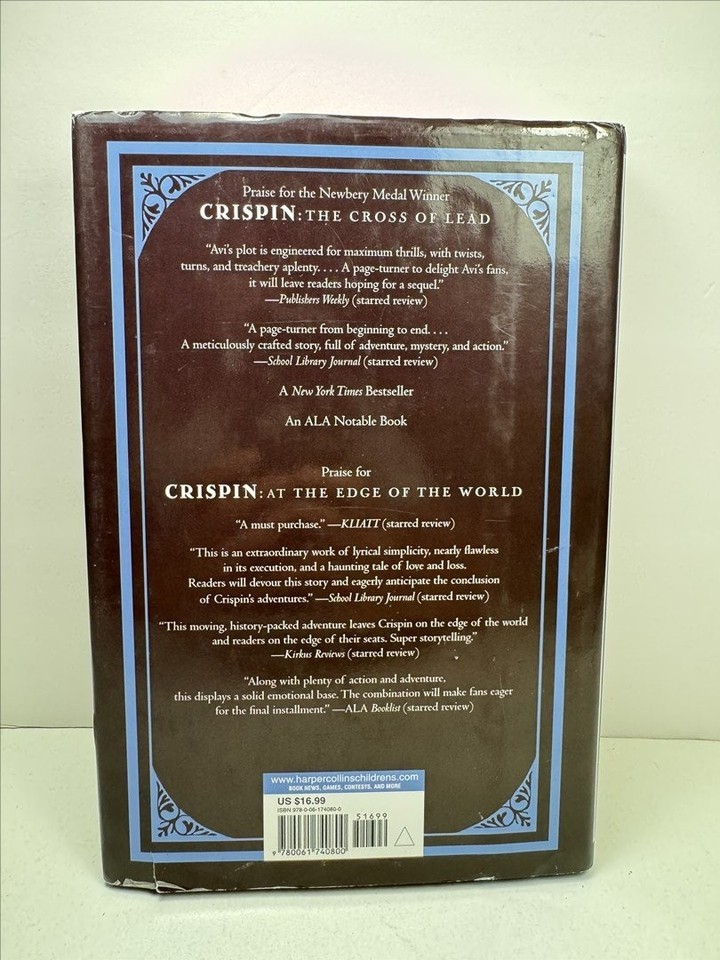 Praise for the Newbery Medal Winner
CRISPIN: THE CROSS OF LEAD
“Avi’s plot is engineered for maximum thrills, with twists,
turns, and treachery aplenty. . . . A page-turner to delight Avi’s fans,
it will leave readers hoping for a sequel.”
—Publishers Weekly (starred review)
“A page-turner from beginning to end. . . .
A meticulously crafted story, full of adventure, mystery, and action.”
—School Library Journal (starred review)
A New York Times Bestseller
An ALA Notable Book
Praise for
CRISPIN: AT THE EDGE OF THE WORLD
“A must purchase.” —KLIATT (starred review)
“This is an extraordinary work of lyrical simplicity, nearly flawless
in its execution, and a haunting tale of love and loss.
Readers will devour this story and eagerly anticipate the conclusion
of Crispin’s adventures.” —School Library Journal (starred review)
“This moving, history-packed adventure leaves Crispin on the edge of the world
and readers on the edge of their seats. Super storytelling.”
—Kirkus Reviews (starred review)
“Along with plenty of action and adventure,
this displays a solid emotional base. The combination will make fans eager
for the final installment.” —ALA Booklist (starred review)
www.harpercollinschildrens.com
BOOK NEWS, GAMES, CONTESTS, AND MORE
US $16.99
ISBN 978-0-06-174080-0
51699
9 780061 740800